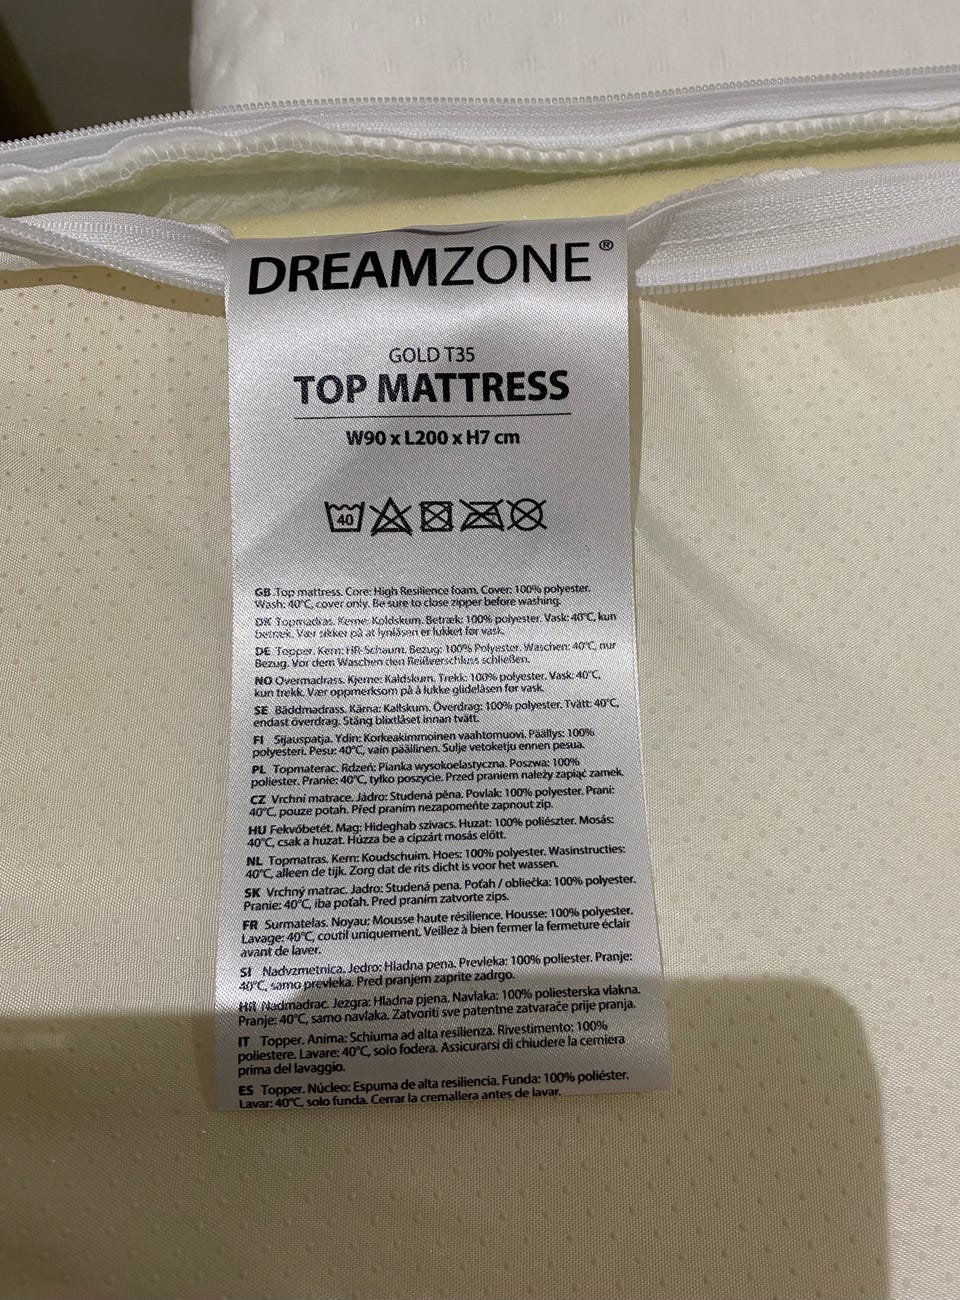 DREAMZONE®
GOLD T35
TOP MATTRESS
W90 x L200 x H7 cm
40
GB Top mattress. Core: High Resilience foam. Cover: 100% polyester.
Wash: 40°C, cover only. Be sure to close zipper before washing.
DK Topmadras. Kerne: Koldskum. Betræk: 100% polyester. Vask: 40°C, kun
betræk. Vær sikker på at lynlåsen er lukket før vask.
DE Topper. Kern: HR-Schaum. Bezug: 100% Polyester. Waschen: 40°C, nur
Bezug. Vor dem Waschen den Reißverschluss schließen.
NO Overmadrass. Kjerne: Kaldskum. Trekk: 100% polyester. Vask: 40°C,
kun trekk. Vær oppmerksom på å lukke glidelåsen før vask.
SE Bäddmadrass. Kärna: Kallskum. Överdrag: 100% polyester. Tvätt: 40°C,
endast överdrag. Stäng blixtlåset innan tvätt.
FI Sijauspatja. Ydin: Korkeakimmoinen vaahtomuovi. Päällys: 100%
polyesteri. Pesu: 40°C, vain päällinen. Sulje vetoketju ennen pesua.
PL Topmaterac. Rdzeń: Pianka wysokoelastyczna. Poszwa: 100%
poliester. Pranie: 40°C, tylko poszycie. Przed praniem należy zapiąć zamek.
CZ Vrchní matrace. Jádro: Studená pěna. Povlak: 100% polyester. Praní:
40°C, pouze potah. Před praním nezapomeňte zapnout zip.
HU Fekvőbetét. Mag: Hideghab szivacs. Huzat: 100% poliészter. Mosás:
40°C, csak a huzat. Húzza be a cipzárt mosás előtt.
NL Topmatras. Kern: Koudschuim. Hoes: 100% polyester. Wasinstructies:
40°C, alleen de tijk. Zorg dat de rits dicht is voor het wassen.
SK Vrchný matrac. Jadro: Studená pena. Poťah / obliečka: 100% polyester.
Pranie: 40°C, iba poťah. Pred praním zatvorte zips.
FR Surmatelas. Noyau: Mousse haute résilience. Housse: 100% polyester.
Lavage: 40°C, coutil uniquement. Veillez à bien fermer la fermeture éclair
avant de laver.
SI Nadvzmetnica. Jedro: Hladna pena. Prevleka: 100% poliester. Pranje:
40°C, samo prevleka. Pred pranjem zaprite zadrgo.
HR Nadmadrac. Jezgra: Hladna pjena. Navlaka: 100% poliesterska vlakna.
Pranje: 40°C, samo navlaka. Zatvoriti sve patentne zatvarače prije pranja.
IT Topper. Anima: Schiuma ad alta resilienza. Rivestimento: 100%
poliestere. Lavare: 40°C, solo fodera. Assicurarsi di chiudere la cerniera
prima del lavaggio.
ES Topper. Núcleo: Espuma de alta resiliencia. Funda: 100% poliéster.
Lavar: 40°C, solo funda. Cerrar la cremallera antes de lavar.